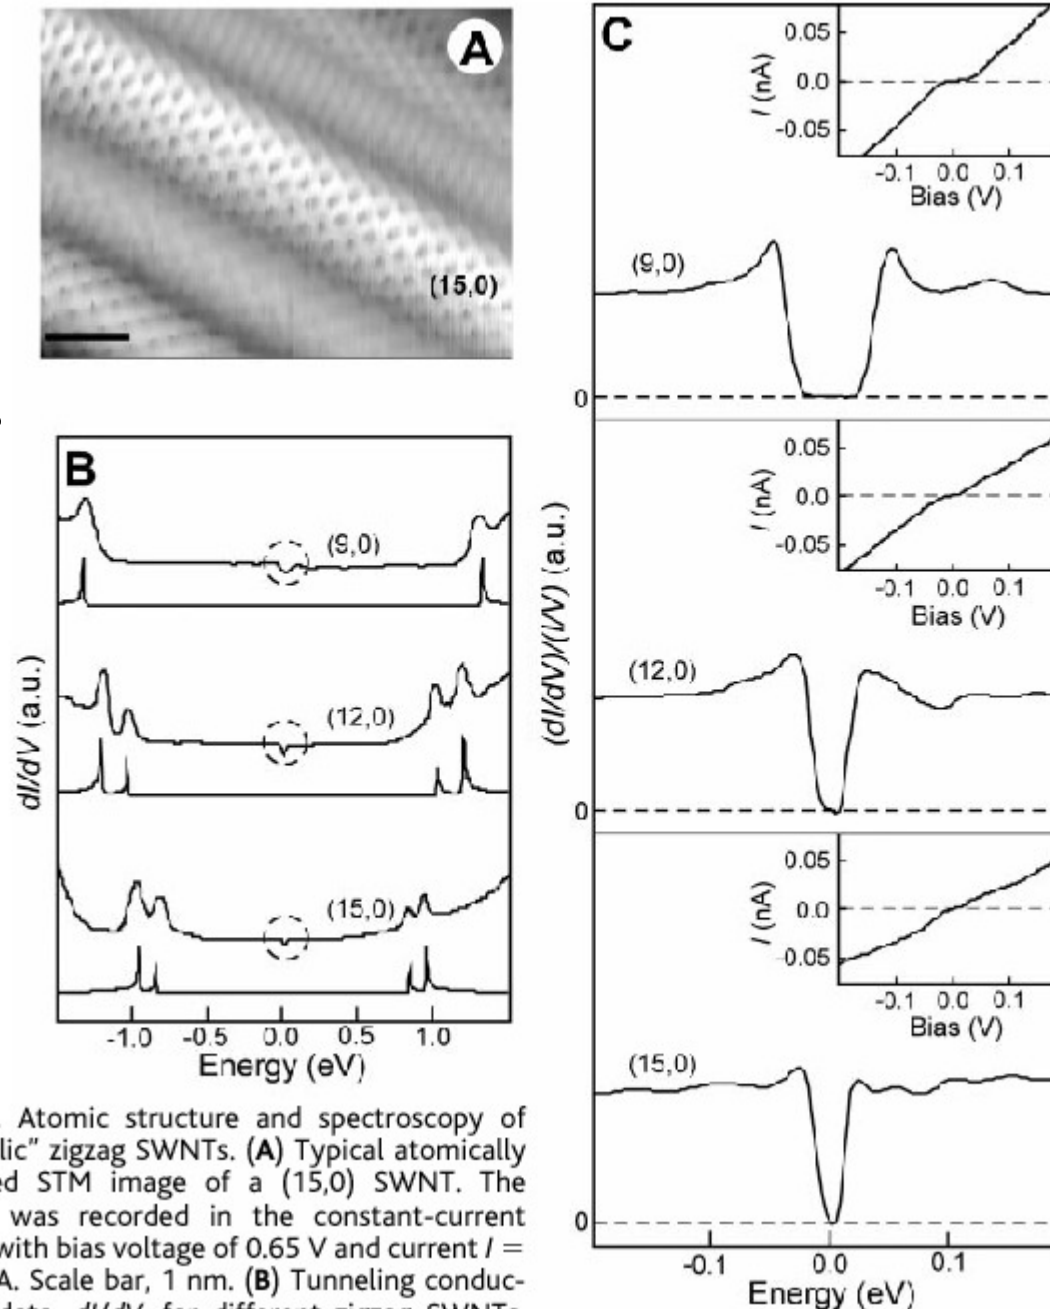 A
(15,0)
B
(9,0)
(12,0)
(15,0)
dI/dV (a.u.)
-1.0 -0.5 0.0 0.5 1.0
Energy (eV)
C
0.05
0.0
-0.05
I (nA)
-0.1 0.0 0.1
Bias (V)
(9,0)
0
0.05
0.0
-0.05
I (nA)
-0.1 0.0 0.1
Bias (V)
(12,0)
0
(dI/dV)/(I/V) (a.u.)
0.05
0.0
0.05
I (nA)
-0.1 0.0 0.1
Bias (V)
(15,0)
0
-0.1 0.0 0.1
Energy (eV)
. Atomic structure and spectroscopy of
lic" zigzag SWNTs. (A) Typical atomically
ed STM image of a (15,0) SWNT. The
was recorded in the constant-current
with bias voltage of 0.65 V and current I =
A. Scale bar, 1 nm. (B) Tunneling conduc-
dI/dV, for different zigzag SWNTs.